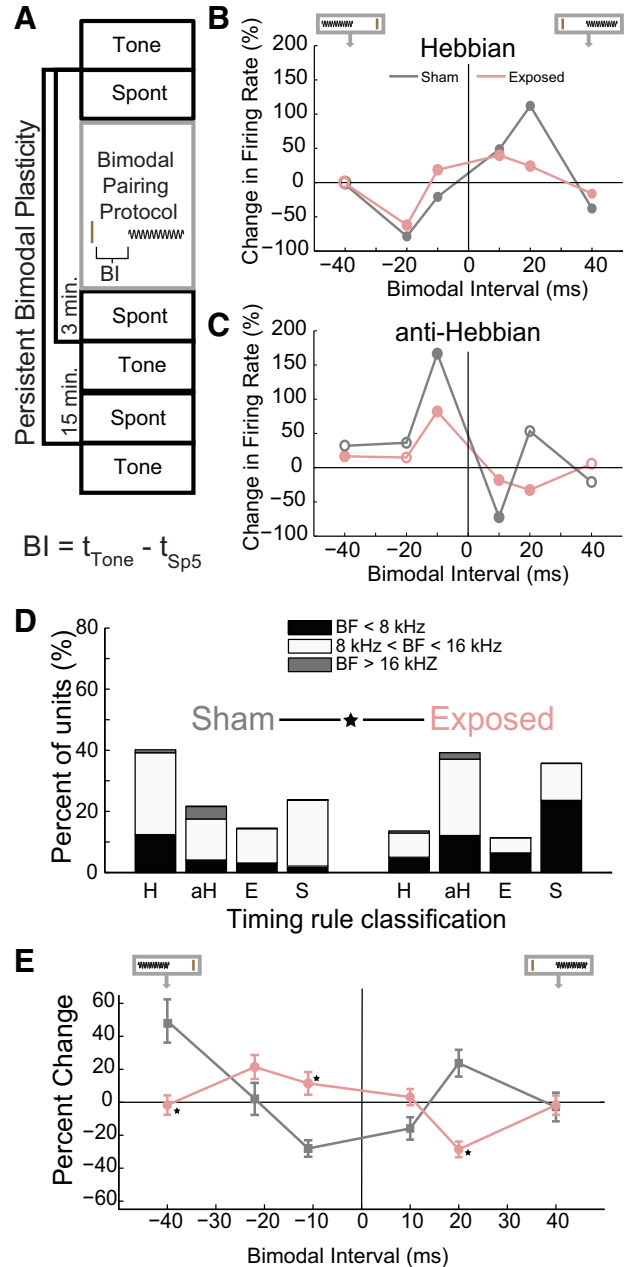 A
Tone
Spont
Bimodal
Pairing
Protocol
BI
Spont
Tone
Spont
Tone
Persistent Bimodal Plasticity
3 min.
15 min.
BI = tTone - tSp5
B
Hebbian
Sham
Exposed
Change in Firing Rate (%)
200
150
100
50
0
−50
−100
−40
−20
0
20
40
Bimodal Interval (ms)
C
anti-Hebbian
Change in Firing Rate (%)
200
150
100
50
0
−50
−100
−40
−20
0
20
40
Bimodal Interval (ms)
D
BF < 8 kHz
8 kHz < BF < 16 kHz
BF > 16 kHZ
Sham
Exposed
Percent of units (%)
80
60
40
20
0
H aH E S H aH E S
Timing rule classification
E
Percent Change
60
40
20
0
−20
−40
−60
−40 −30 −20 −10 0 10 20 30 40
Bimodal Interval (ms)